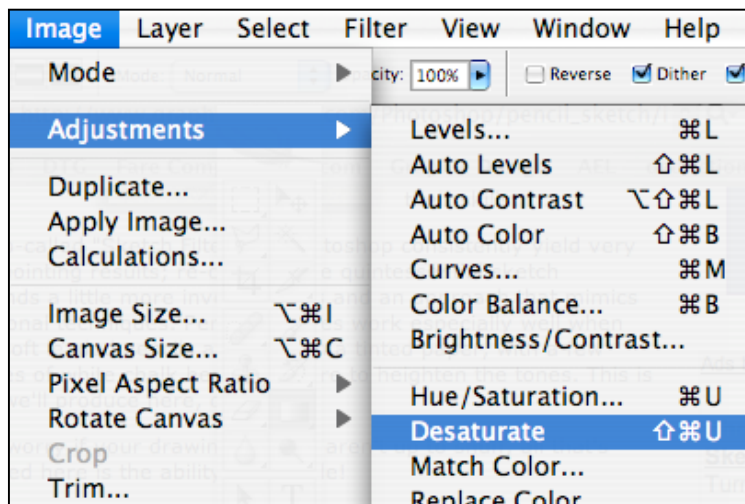 Image Layer Select Filter View Window Help
Mode
Opacity: 100% Reverse Dither
Adjustments
Duplicate...
Apply Image...
Calculations...
Image Size... ⌥⌘I
Canvas Size... ⌥⌘C
Pixel Aspect Ratio
Rotate Canvas
Crop
Trim...
Levels... ⌘L
Auto Levels ⇧⌘L
Auto Contrast ⌥⇧⌘L
Auto Color ⇧⌘B
Curves... ⌘M
Color Balance... ⌘B
Brightness/Contrast...
Hue/Saturation... ⌘U
Desaturate ⇧⌘U
Match Color...
Replace Color